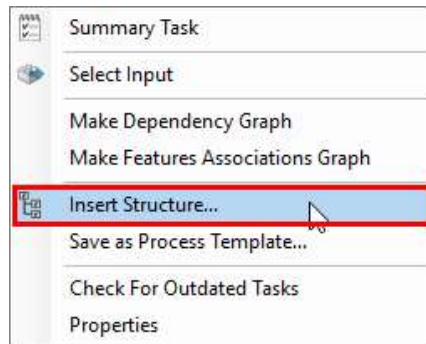 Summary Task
Select Input
Make Dependency Graph
Make Features Associations Graph
Insert Structure...
Save as Process Template...
Check For Outdated Tasks
Properties